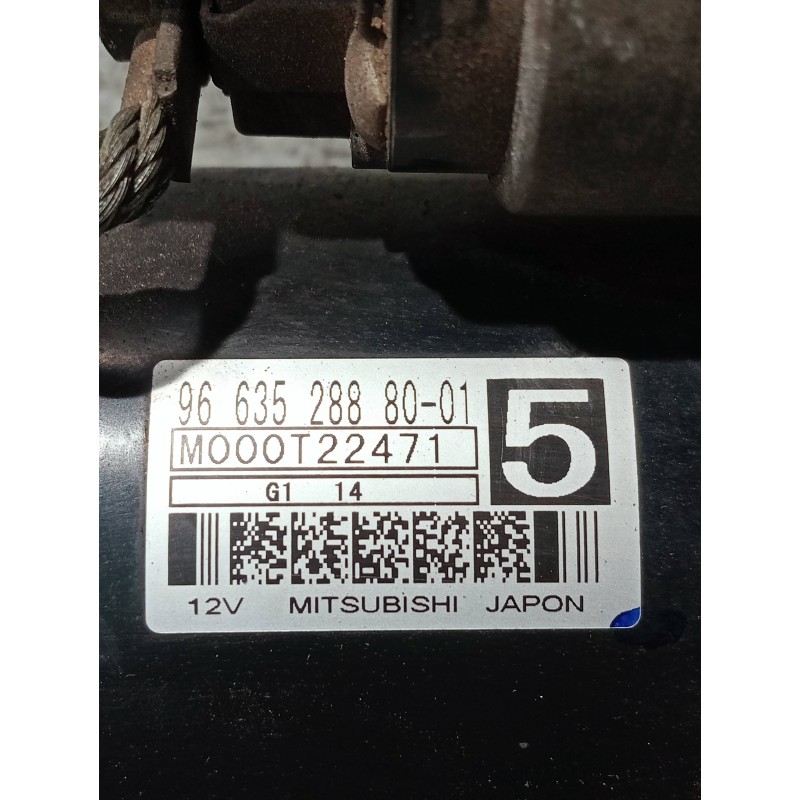 96 635 288 80-01
5
M000T22471
G1 14
12V MITSUBISHI JAPON